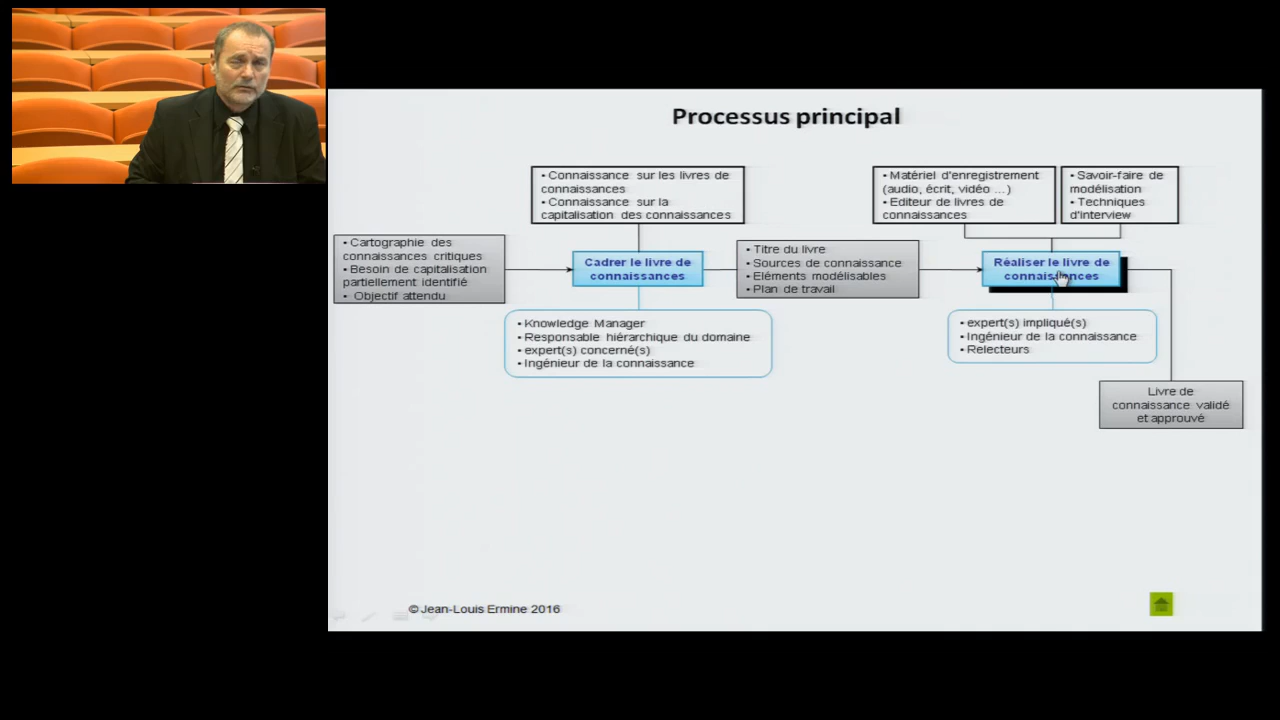 Processus principal
• Connaissance sur les livres de
connaissances
• Connaissance sur la
capitalisation des connaissances
• Matériel d'enregistrement
(audio, écrit, vidéo ...)
• Editeur de livres de
connaissances
• Savoir-faire de
modélisation
• Techniques
d'interview
• Cartographie des
connaissances critiques
• Besoin de capitalisation
partiellement identifié
• Objectif attendu
Cadrer le livre de
connaissances
• Titre du livre
• Sources de connaissance
• Eléments modélisables
• Plan de travail
Réaliser le livre de
connaissances
• Knowledge Manager
• Responsable hiérarchique du domaine
• expert(s) concerné(s)
• Ingénieur de la connaissance
• expert(s) impliqué(s)
• Ingénieur de la connaissance
• Relecteurs
Livre de
connaissance validé
et approuvé
© Jean-Louis Ermine 2016